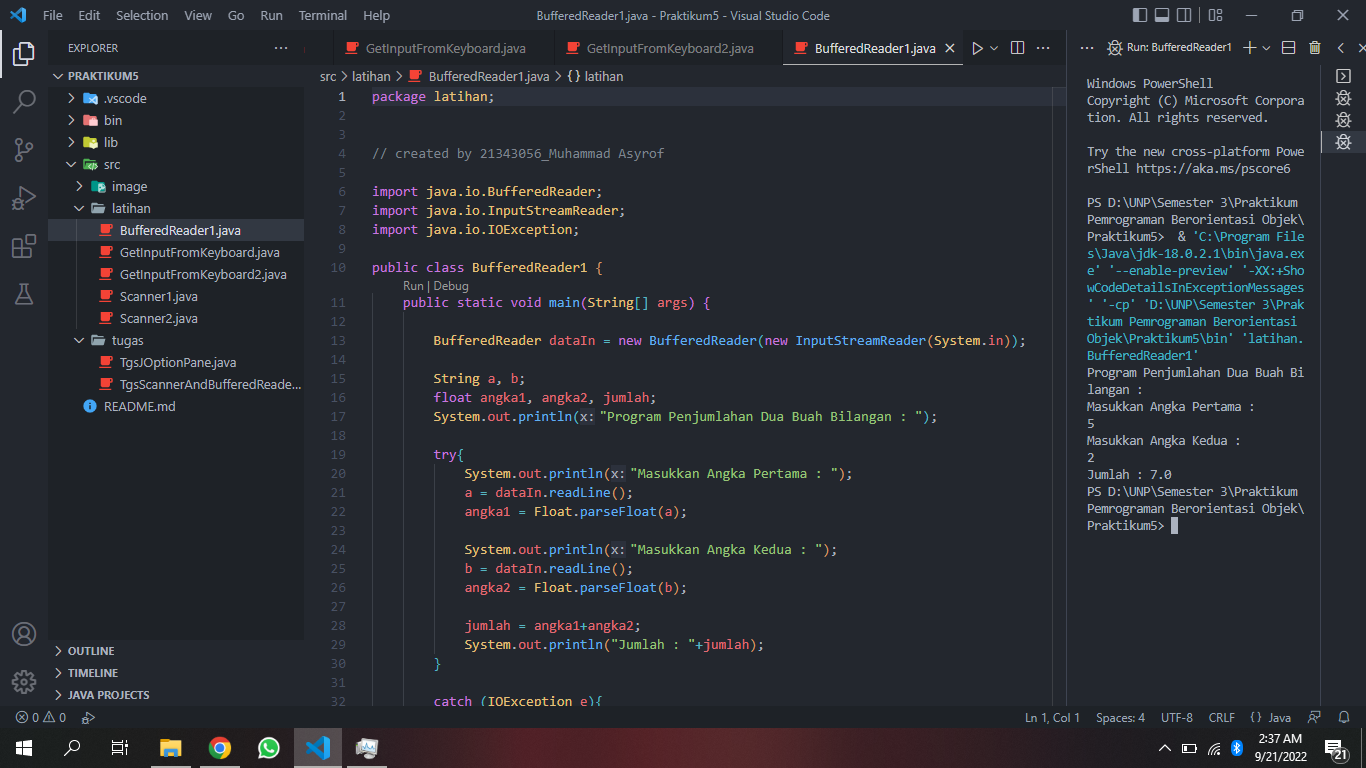 File Edit Selection View Go Run Terminal Help BufferedReader1.java - Praktikum5 - Visual Studio Code
EXPLORER
PRAKTIKUM5
.vscode
bin
lib
src
image
latihan
BufferedReader1.java
GetInputFromKeyboard.java
GetInputFromKeyboard2.java
Scanner1.java
Scanner2.java
tugas
TgsJOptionPane.java
TgsScannerAndBufferedReade...
README.md
OUTLINE
TIMELINE
JAVA PROJECTS
GetInputFromKeyboard.java GetInputFromKeyboard2.java BufferedReader1.java
src > latihan > BufferedReader1.java > {} latihan
1 package latihan;
2
3
4 // created by 21343056_Muhammad Asyrof
5
6 import java.io.BufferedReader;
7 import java.io.InputStreamReader;
8 import java.io.IOException;
9
10 public class BufferedReader1 {
Run | Debug
11 public static void main(String[] args) {
12
13 BufferedReader dataIn = new BufferedReader(new InputStreamReader(System.in));
14
15 String a, b;
16 float angka1, angka2, jumlah;
17 System.out.println(x: "Program Penjumlahan Dua Buah Bilangan : ");
18
19 try{
20 System.out.println(x: "Masukkan Angka Pertama : ");
21 a = dataIn.readLine();
22 angka1 = Float.parseFloat(a);
23
24 System.out.println(x: "Masukkan Angka Kedua : ");
25 b = dataIn.readLine();
26 angka2 = Float.parseFloat(b);
27
28 jumlah = angka1+angka2;
29 System.out.println("Jumlah : "+jumlah);
30 }
31
32 catch (IOException e){
Run: BufferedReader1
Windows PowerShell
Copyright (C) Microsoft Corpora
tion. All rights reserved.
Try the new cross-platform Powe
rShell https://aka.ms/pscore6
PS D:\UNP\Semester 3\Praktikum
Pemrograman Berorientasi Objek\
Praktikum5>  & 'C:\Program File
s\Java\jdk-18.0.2.1\bin\java.ex
e' '--enable-preview' '-XX:+Sho
wCodeDetailsInExceptionMessages
' '-cp' 'D:\UNP\Semester 3\Prak
tikum Pemrograman Berorientasi
Objek\Praktikum5\bin' 'latihan.
BufferedReader1'
Program Penjumlahan Dua Buah Bi
langan :
Masukkan Angka Pertama :
5
Masukkan Angka Kedua :
2
Jumlah : 7.0
PS D:\UNP\Semester 3\Praktikum
Pemrograman Berorientasi Objek\
Praktikum5>
0 0 Ln 1, Col 1 Spaces: 4 UTF-8 CRLF {} Java
2:37 AM
9/21/2022
21